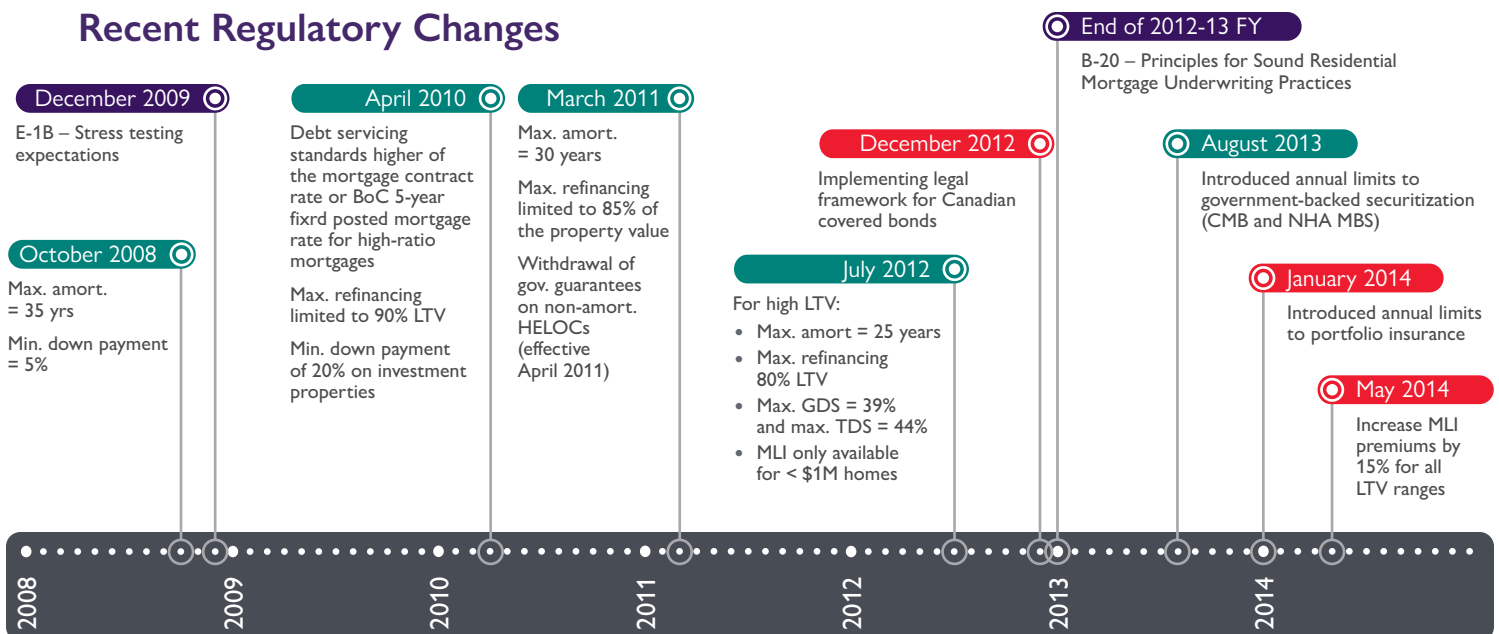 Recent Regulatory Changes
December 2009
E-1B – Stress testing
expectations
October 2008
Max. amort.
= 35 yrs
Min. down payment
= 5%
April 2010
Debt servicing
standards higher of
the mortgage contract
rate or BoC 5-year
fixrd posted mortgage
rate for high-ratio
mortgages
Max. refinancing
limited to 90% LTV
Min. down payment
of 20% on investment
properties
March 2011
Max. amort.
= 30 years
Max. refinancing
limited to 85% of
the property value
Withdrawal of
gov. guarantees
on non-amort.
HELOCs
(effective
April 2011)
December 2012
Implementing legal
framework for Canadian
covered bonds
July 2012
For high LTV:
• Max. amort = 25 years
• Max. refinancing
80% LTV
• Max. GDS = 39%
and max. TDS = 44%
• MLI only available
for < $1M homes
End of 2012-13 FY
B-20 – Principles for Sound Residential
Mortgage Underwriting Practices
August 2013
Introduced annual limits to
government-backed securitization
(CMB and NHA MBS)
January 2014
Introduced annual limits
to portfolio insurance
May 2014
Increase MLI
premiums by
15% for all
LTV ranges
2008
2009
2010
2011
2012
2013
2014